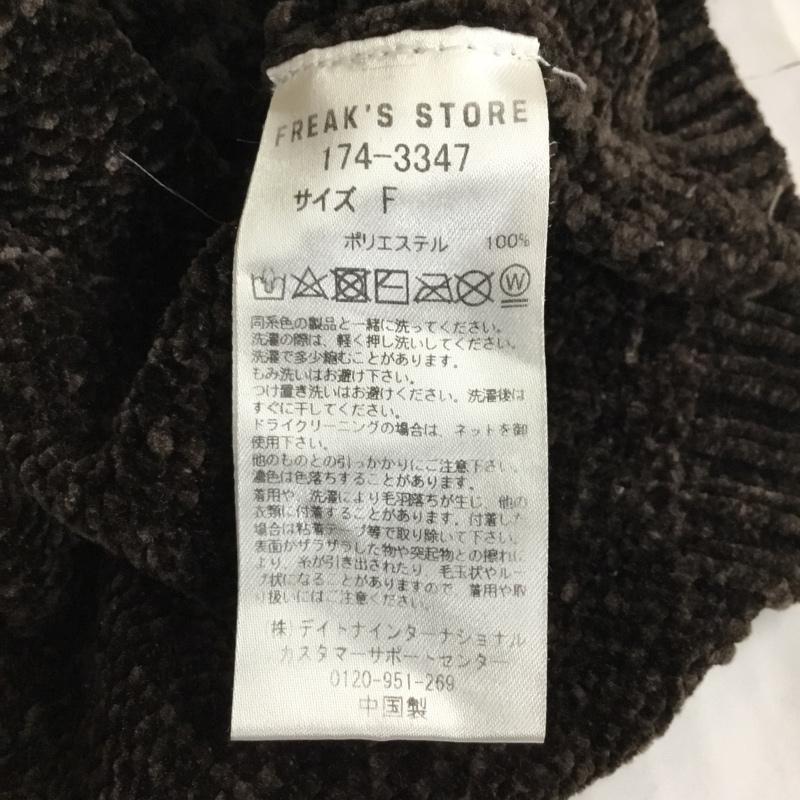 FREAK'S STORE
174-3347
サイズ F
ポリエステル 100%
W
同系色の製品と一緒に洗ってください。
洗濯の際は、軽く押し洗いしてください。
洗濯で多少縮むことがあります。
もみ洗いはお避け下さい。
つけ置き洗いはお避けください。洗濯後は
すぐに干してください。
ドライクリーニングの場合は、ネットを御
使用下さい。
他のものとの引っかかりにご注意下さい。
濃色は色落ちすることがあります。
着用や、洗濯により毛羽落ちが生じ、他の
衣類に付着することがあります。付着した
場合は粘着テープ等で取り除いて下さい。
表面がザラザラした物や突起物との擦れに
より、糸が引き出されたり、毛玉状やルー
プ状になることがありますので、着用や取
り扱いにはご注意ください。
(株)デイトナインターナショナル
カスタマーサポートセンター
0120-951-269
中国製